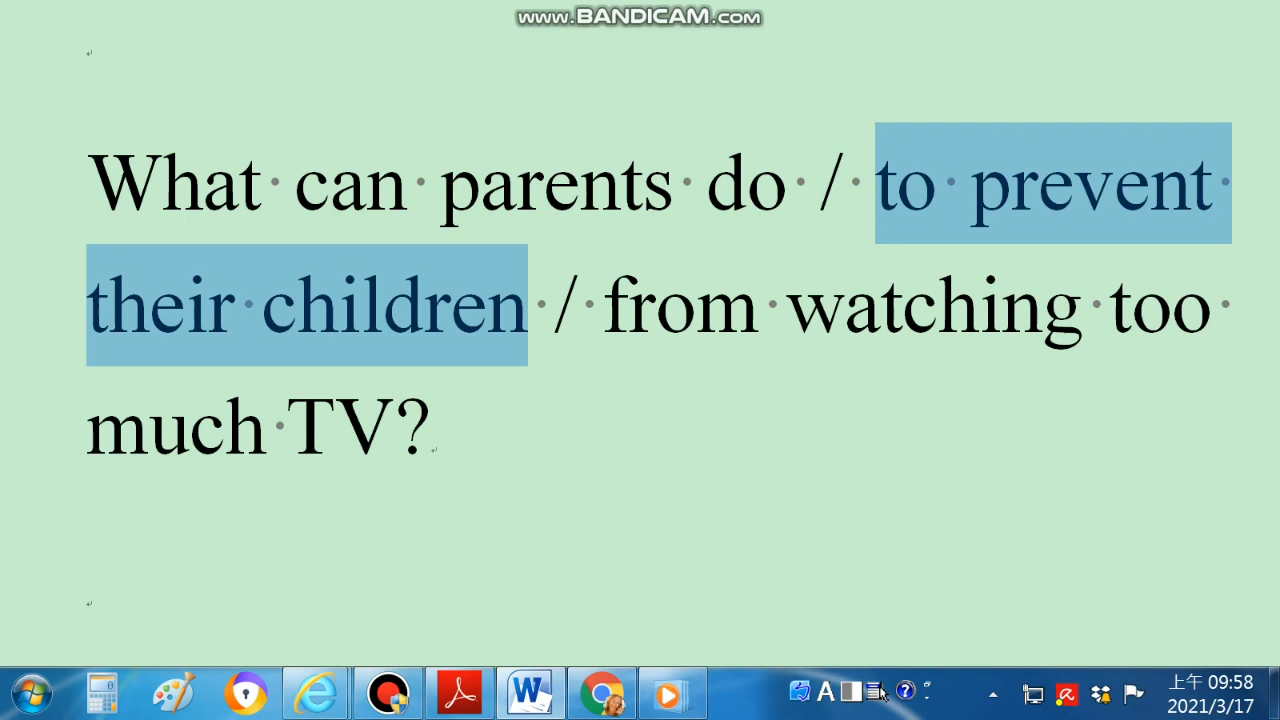 www.BANDICAM.com
What can parents do / to prevent
their children / from watching too
much TV?
上午 09:58
2021/3/17